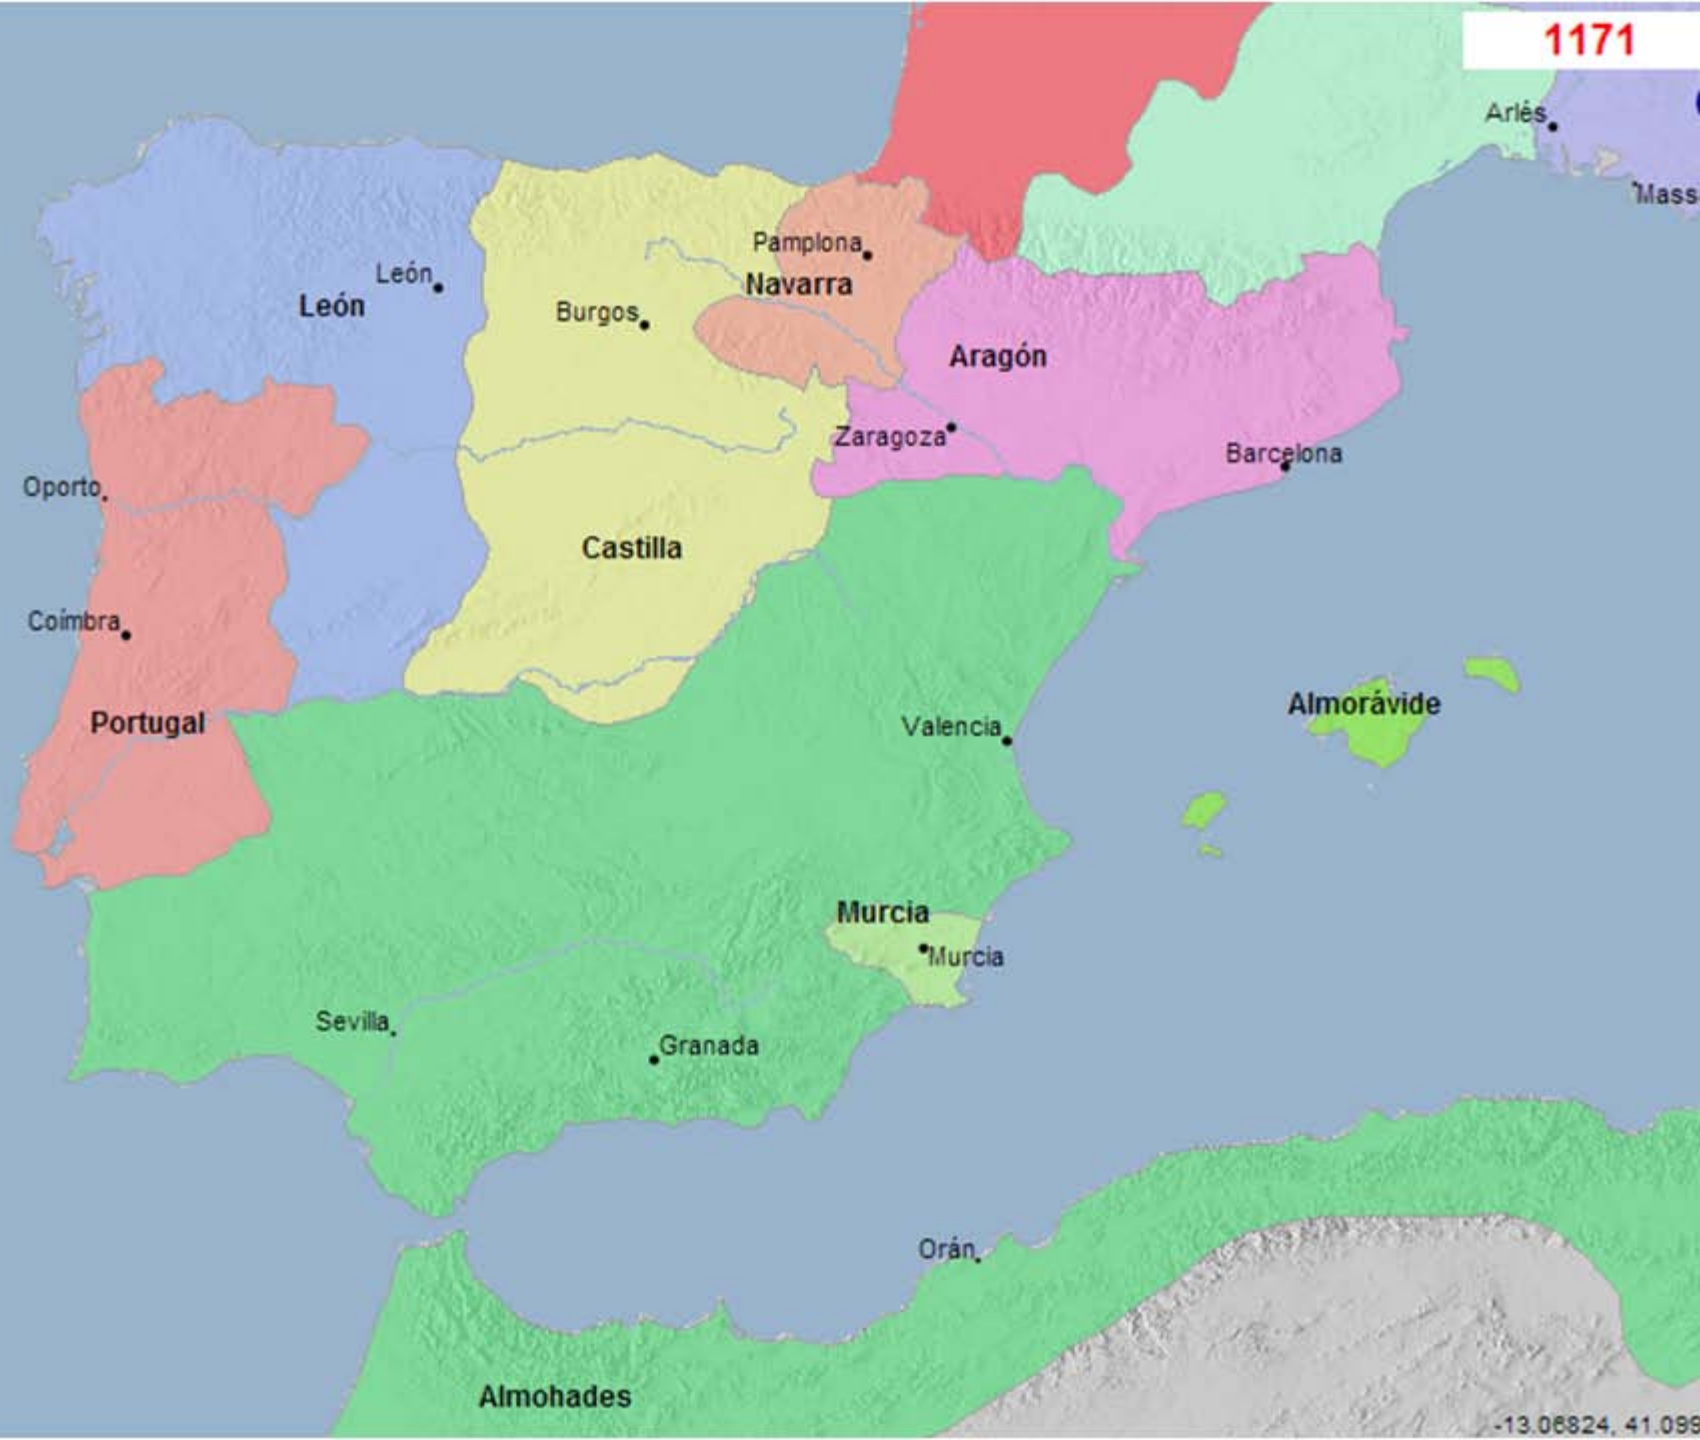 1171
Arlés
Mass
Pamplona
León
Navarra
León
Burgos
Aragón
Zaragoza
Barcelona
Oporto
Castilla
Coímbra
Almorávide
Portugal
Valencia
Murcia
Murcia
Sevilla
Granada
Orán
Almohades
-13.06824, 41.099